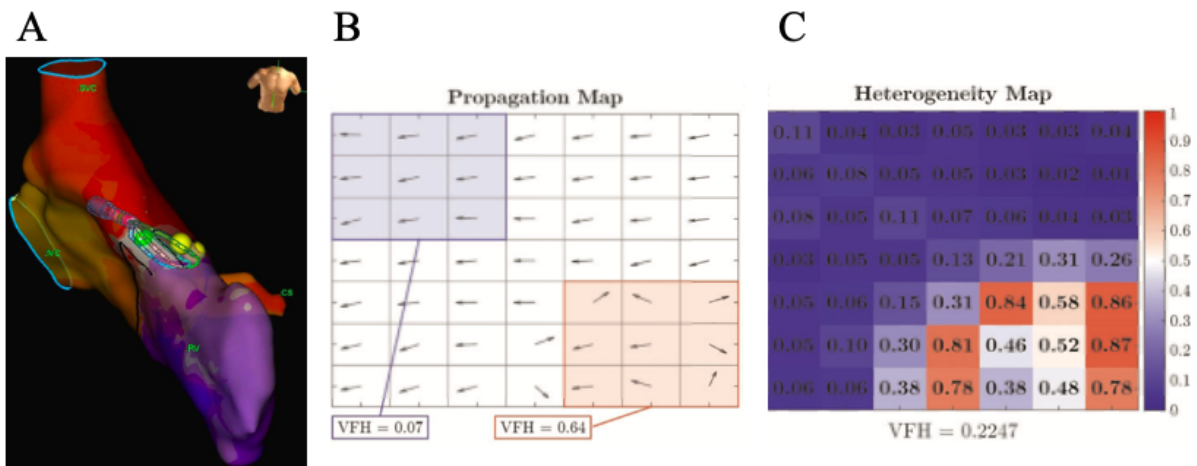 A
B
C
SVC
IVC
CS
RV
Propagation Map
VFH = 0.07
VFH = 0.64
Heterogeneity Map
0.11 0.04 0.03 0.05 0.03 0.03 0.04
0.06 0.08 0.05 0.05 0.03 0.02 0.01
0.08 0.05 0.11 0.07 0.06 0.04 0.03
0.03 0.05 0.05 0.13 0.21 0.31 0.26
0.05 0.06 0.15 0.31 0.84 0.58 0.86
0.05 0.10 0.30 0.81 0.46 0.52 0.87
0.06 0.06 0.38 0.78 0.38 0.48 0.78
VFH = 0.2247
1
0.9
0.8
0.7
0.6
0.5
0.4
0.3
0.2
0.1
0